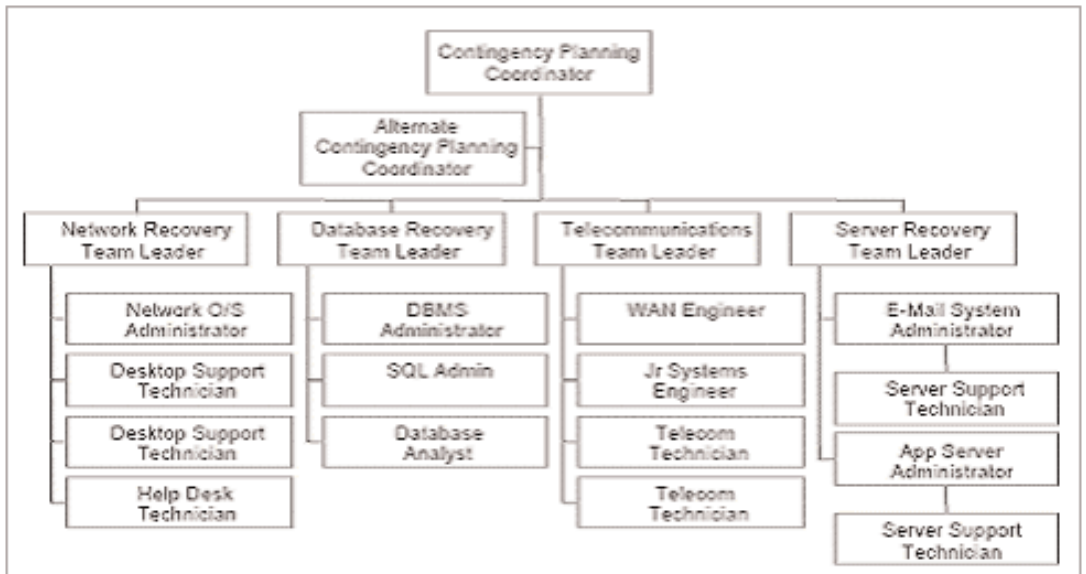 Contingency Planning
Coordinator
Alternate
Contingency Planning
Coordinator
Network Recovery
Team Leader
Database Recovery
Team Leader
Telecommunications
Team Leader
Server Recovery
Team Leader
Network O/S
Administrator
Desktop Support
Technician
Desktop Support
Technician
Help Desk
Technician
DBMS
Administrator
SQL Admin
Database
Analyst
WAN Engineer
Jr Systems
Engineer
Telecom
Technician
Telecom
Technician
E-Mail System
Administrator
Server Support
Technician
App Server
Administrator
Server Support
Technician